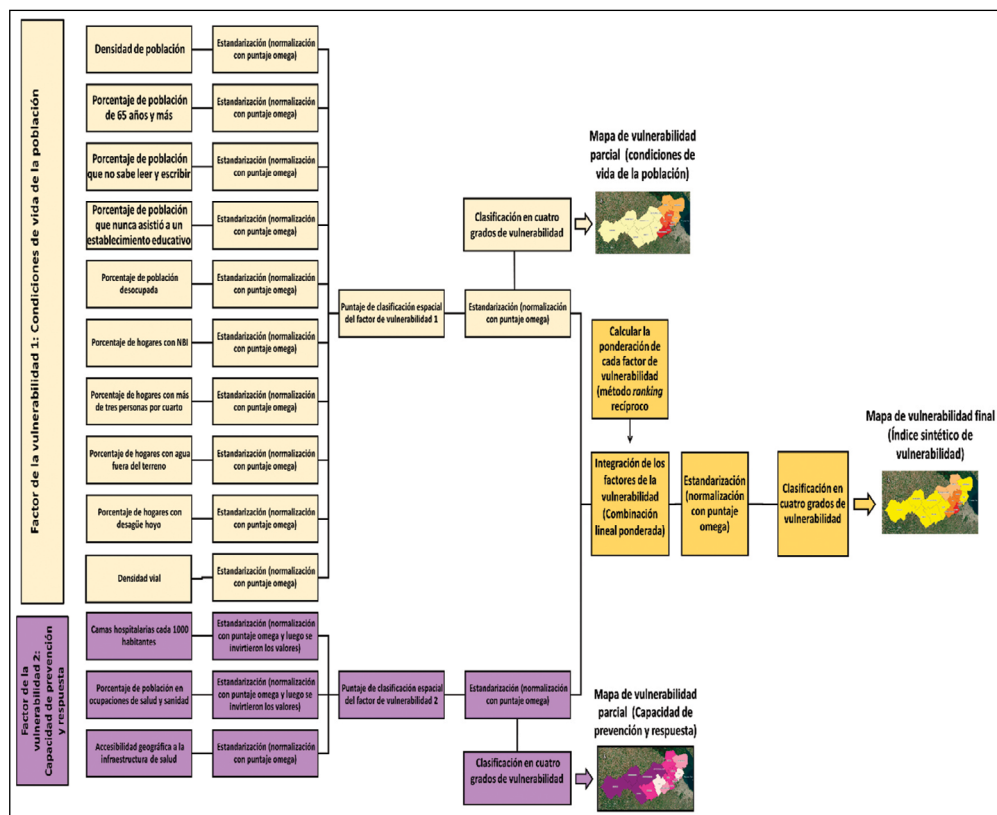 Factor de la vulnerabilidad 1: Condiciones de vida de la población
Densidad de población
Estandarización (normalización
con puntaje omega)
Porcentaje de población
de 65 años y más
Estandarización (normalización
con puntaje omega)
Porcentaje de población
que no sabe leer y escribir
Estandarización (normalización
con puntaje omega)
Porcentaje de población
que nunca asistió a un
establecimiento educativo
Estandarización (normalización
con puntaje omega)
Porcentaje de población
desocupada
Estandarización (normalización
con puntaje omega)
Porcentaje de hogares con NBI
Estandarización (normalización
con puntaje omega)
Porcentaje de hogares con más
de tres personas por cuarto
Estandarización (normalización
con puntaje omega)
Porcentaje de hogares con agua
fuera del terreno
Estandarización (normalización
con puntaje omega)
Porcentaje de hogares con
desagüe hoyo
Estandarización (normalización
con puntaje omega)
Densidad vial
Estandarización (normalización
con puntaje omega)
Puntaje de clasificación espacial
del factor de vulnerabilidad 1
Estandarización (normalización
con puntaje omega)
Clasificación en cuatro
grados de vulnerabilidad
Mapa de vulnerabilidad
parcial (condiciones de
vida de la población)
Factor de la
vulnerabilidad 2:
Capacidad de prevención
y respuesta
Camas hospitalarias cada 1000
habitantes
Estandarización (normalización
con puntaje omega y luego se
invirtieron los valores)
Porcentaje de población en
ocupaciones de salud y sanidad
Estandarización (normalización
con puntaje omega y luego se
invirtieron los valores)
Accesibilidad geográfica a la
infraestructura de salud
Estandarización (normalización
con puntaje omega)
Puntaje de clasificación espacial
del factor de vulnerabilidad 2
Estandarización (normalización
con puntaje omega)
Clasificación en cuatro
grados de vulnerabilidad
Mapa de vulnerabilidad
parcial (Capacidad de
prevención y respuesta)
Calcular la
ponderación de
cada factor de
vulnerabilidad
(método ranking
recíproco
Integración de los
factores de la
vulnerabilidad
(Combinación
lineal ponderada)
Estandarización
(normalización
con puntaje
omega)
Clasificación en
cuatro grados de
vulnerabilidad
Mapa de vulnerabilidad final
(Índice sintético de
vulnerabilidad)